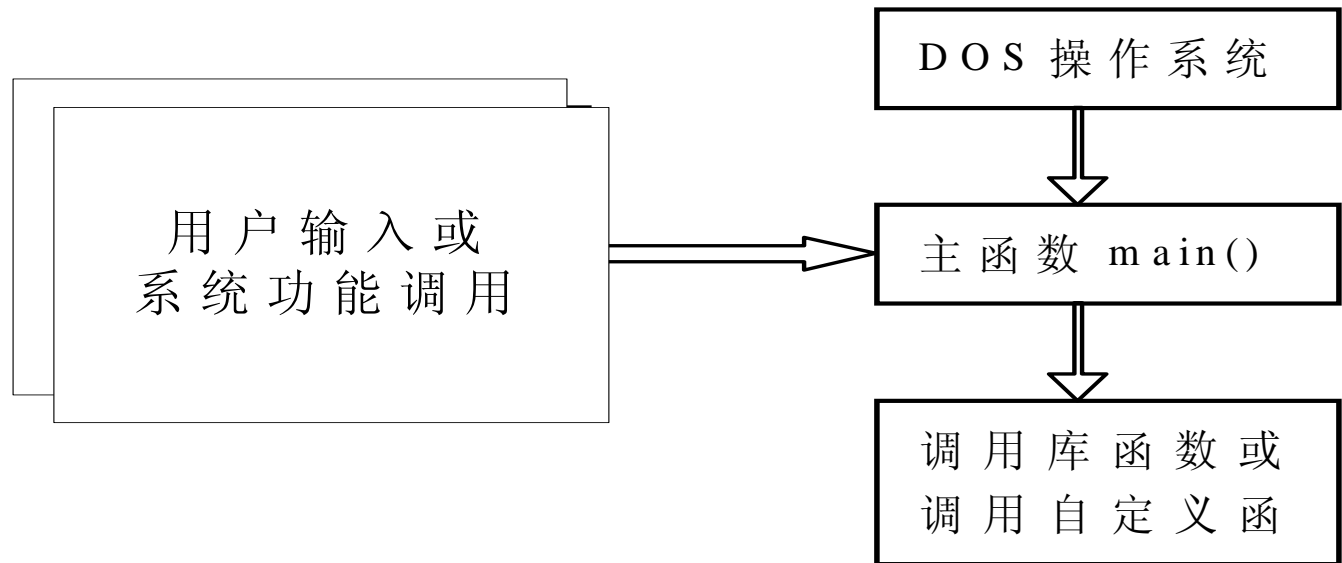 DOS 操作系统
用户输入或
系统功能调用
主函数 main()
调用库函数或
调用自定义函